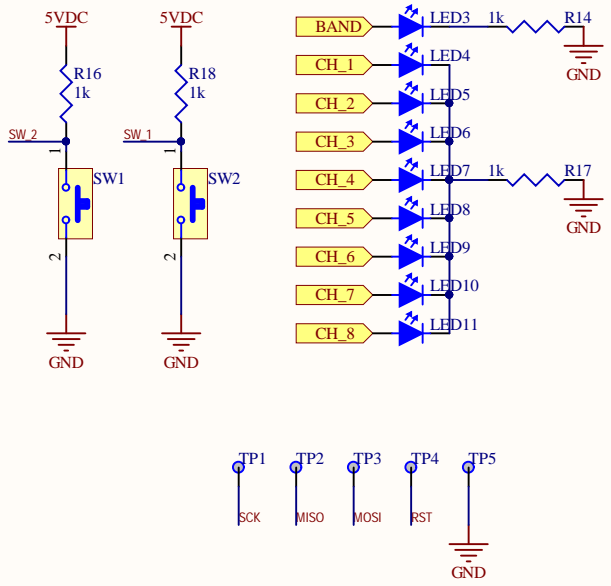 5VDC
R16
1k
SW_2
1
SW1
2
GND
5VDC
R18
1k
SW_1
1
SW2
2
GND
BAND
LED3
1k
R14
GND
CH_1
LED4
CH_2
LED5
CH_3
LED6
CH_4
LED7
1k
R17
GND
CH_5
LED8
CH_6
LED9
CH_7
LED10
CH_8
LED11
TP1
SCK
TP2
MISO
TP3
MOSI
TP4
RST
TP5
GND